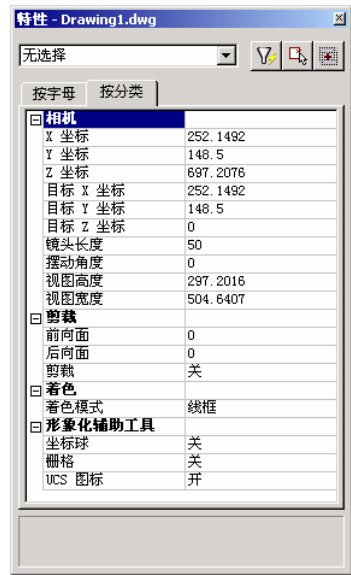 特性 - Drawing1.dwg
无选择
按字母 按分类
相机
X 坐标 252.1492
Y 坐标 148.5
Z 坐标 697.2076
目标 X 坐标 252.1492
目标 Y 坐标 148.5
目标 Z 坐标 0
镜头长度 50
摆动角度 0
视图高度 297.2016
视图宽度 504.6407
剪裁
前向面 0
后向面 0
剪裁 关
着色
着色模式 线框
形象化辅助工具
坐标球 关
栅格 关
UCS 图标 开